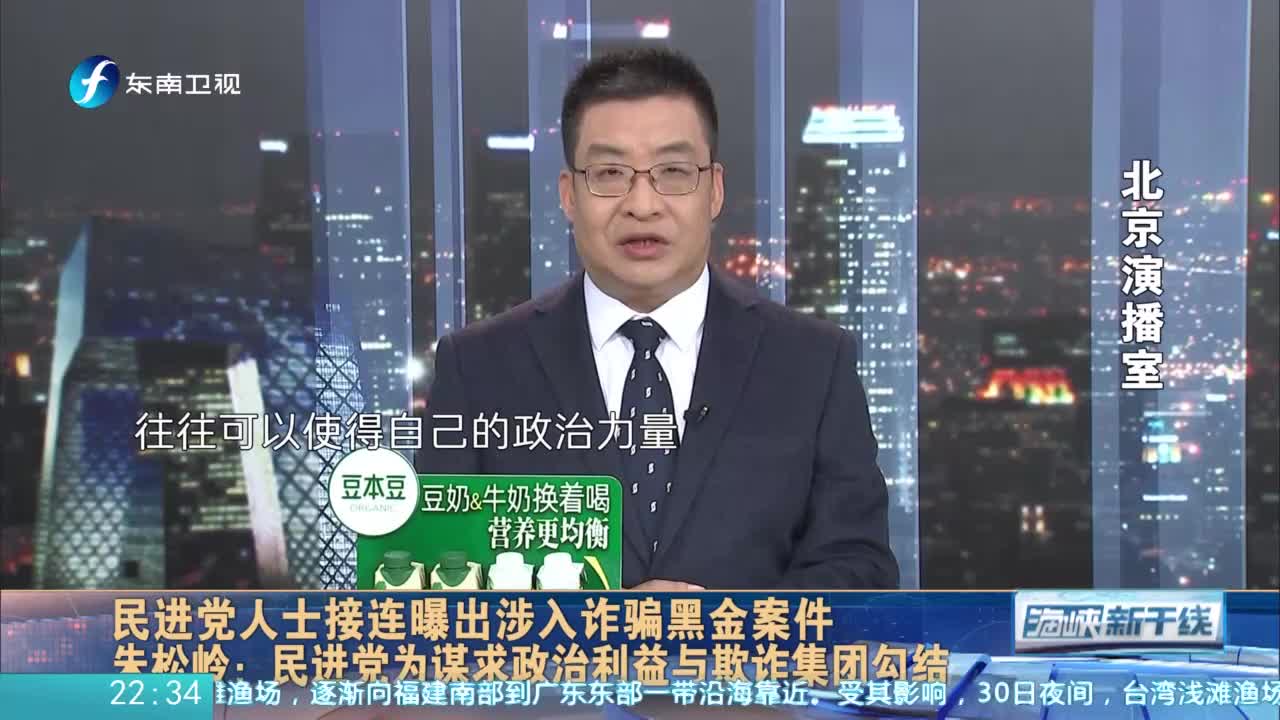 东南卫视
北京演播室
往往可以使得自己的政治力量
豆本豆
ORGANIC
豆奶&牛奶换着喝
营养更均衡
民进党人士接连曝出涉入诈骗黑金案件
朱松岭：民进党为谋求政治利益与欺诈集团勾结
海峡新干线
22:34
渔场，逐渐向福建南部到广东东部一带沿海靠近。受其影响，30日夜间，台湾浅滩渔场